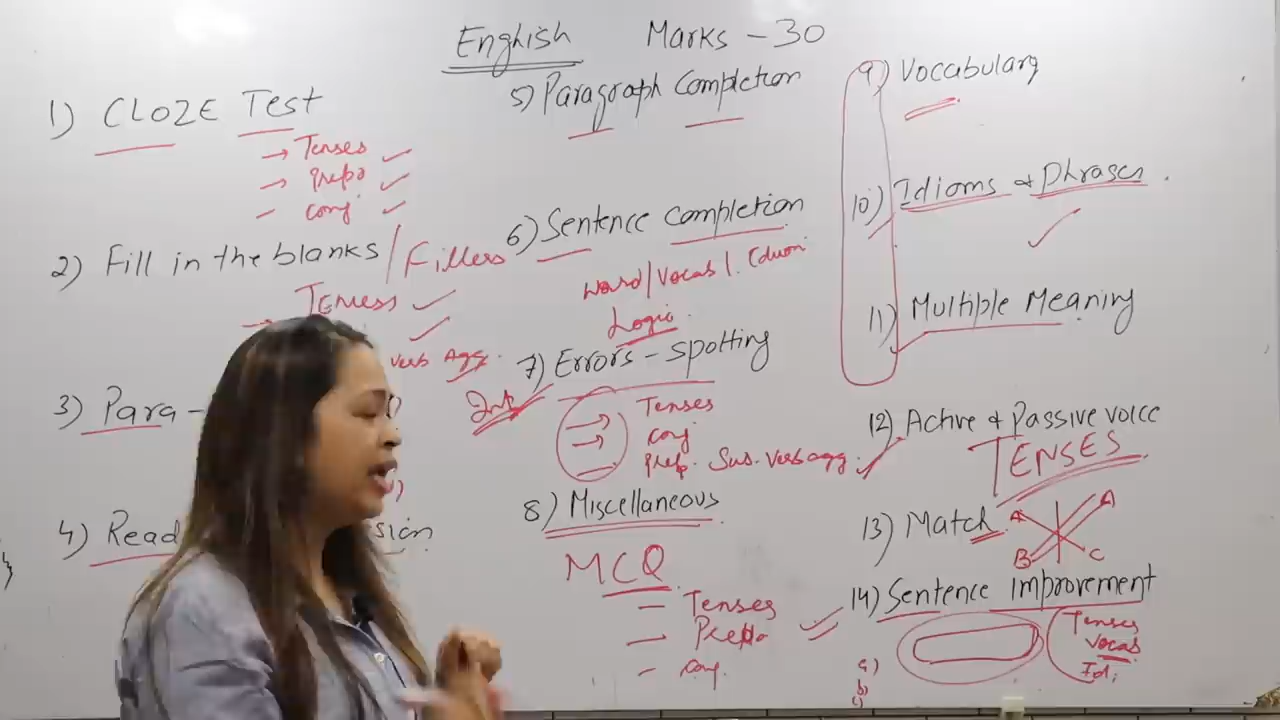 English Marks - 30
1) CLOZE Test
→ Tenses ✓
→ Prepo ✓
- conj ✓
2) Fill in the blanks / Fillers
Tenses ✓
verb Agg.
3) Para -
4) Read sion
5) Paragraph Completion
6) Sentence Completion
Word / Vocab /
Logic.
7) Errors - spotting
Imp
→ Tenses
→ conj
- Prep. Sus. verb agg.
8) Miscellaneous
MCQ
- Tenses
- Prepo
- conj.
9) Vocabulary
10) Idioms & Phrases.
11) Multiple Meaning
12) Active & Passive voice
TENSES
13) Match
A A
B C
14) Sentence improvement
Tenses
Vocab
Idi.
a)
b)
c)